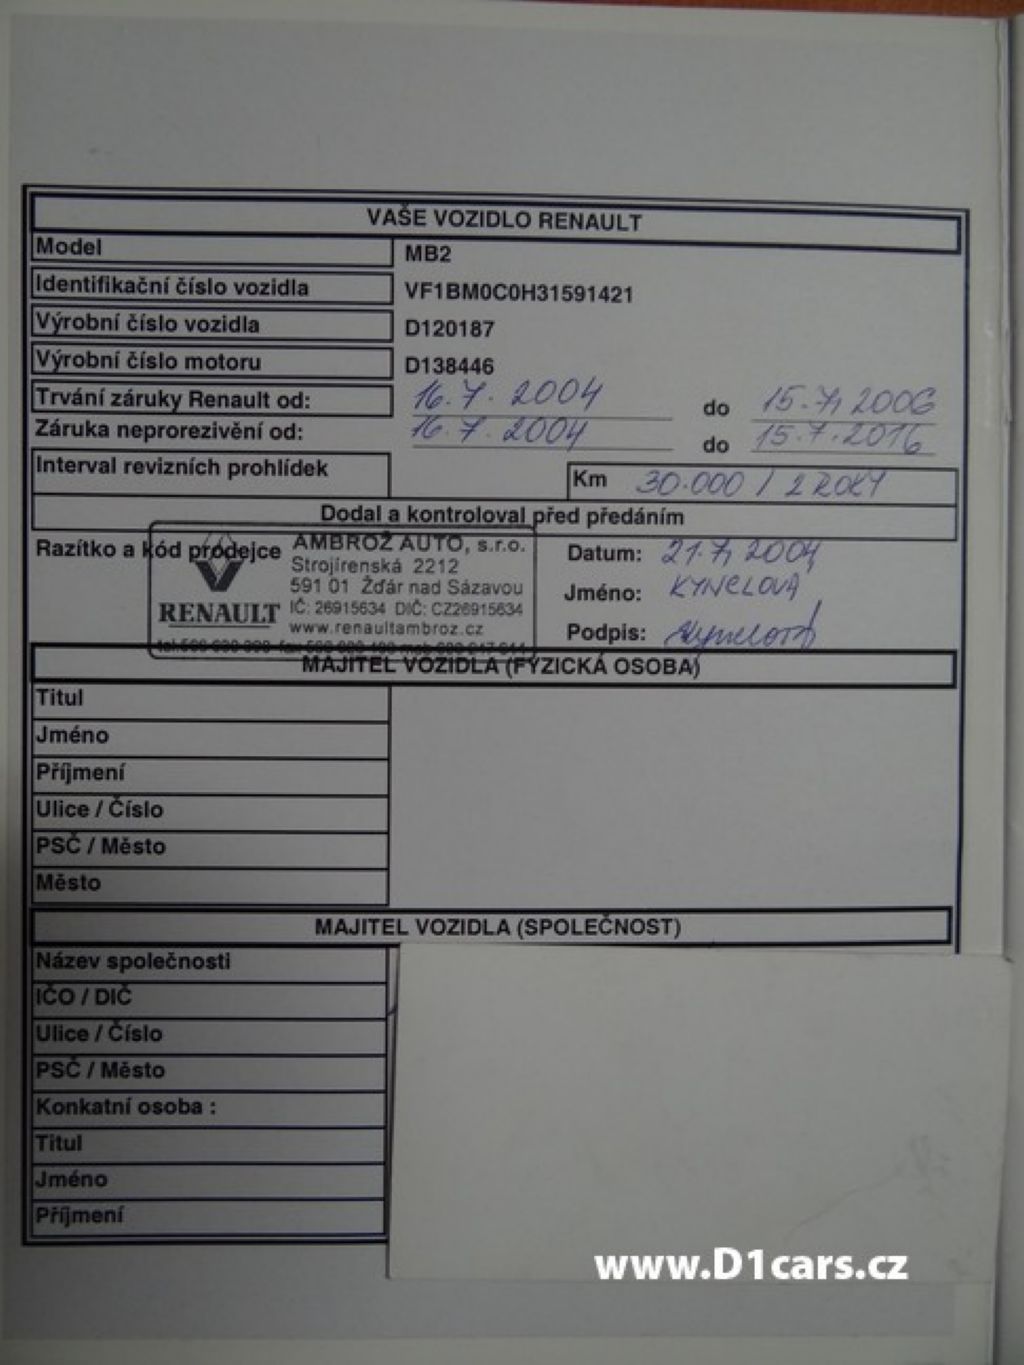 VAŠE VOZIDLO RENAULT
Model MB2
Identifikační číslo vozidla VF1BM0C0H31591421
Výrobní číslo vozidla D120187
Výrobní číslo motoru D138446
Trvání záruky Renault od: 16.7. 2004 do 15.7. 2006
Záruka neprorezivění od: 16.7. 2004 do 15.7.2016
Interval revizních prohlídek Km 30.000 / 2 ROKY
Dodal a kontroloval před předáním
Razítko a kód prodejce
AMBROŽ AUTO, s.r.o.
Strojírenská 2212
591 01 Žďár nad Sázavou
RENAULT IČ: 26915634 DIČ: CZ26915634
www.renaultambroz.cz
Datum: 21.7. 2004
Jméno: KYNCLOVÁ
Podpis: Kynclová
MAJITEL VOZIDLA (FYZICKÁ OSOBA)
Titul
Jméno
Příjmení
Ulice / Číslo
PSČ / Město
Město
MAJITEL VOZIDLA (SPOLEČNOST)
Název společnosti
IČO / DIČ
Ulice / Číslo
PSČ / Město
Konkatní osoba :
Titul
Jméno
Příjmení
www.D1cars.cz